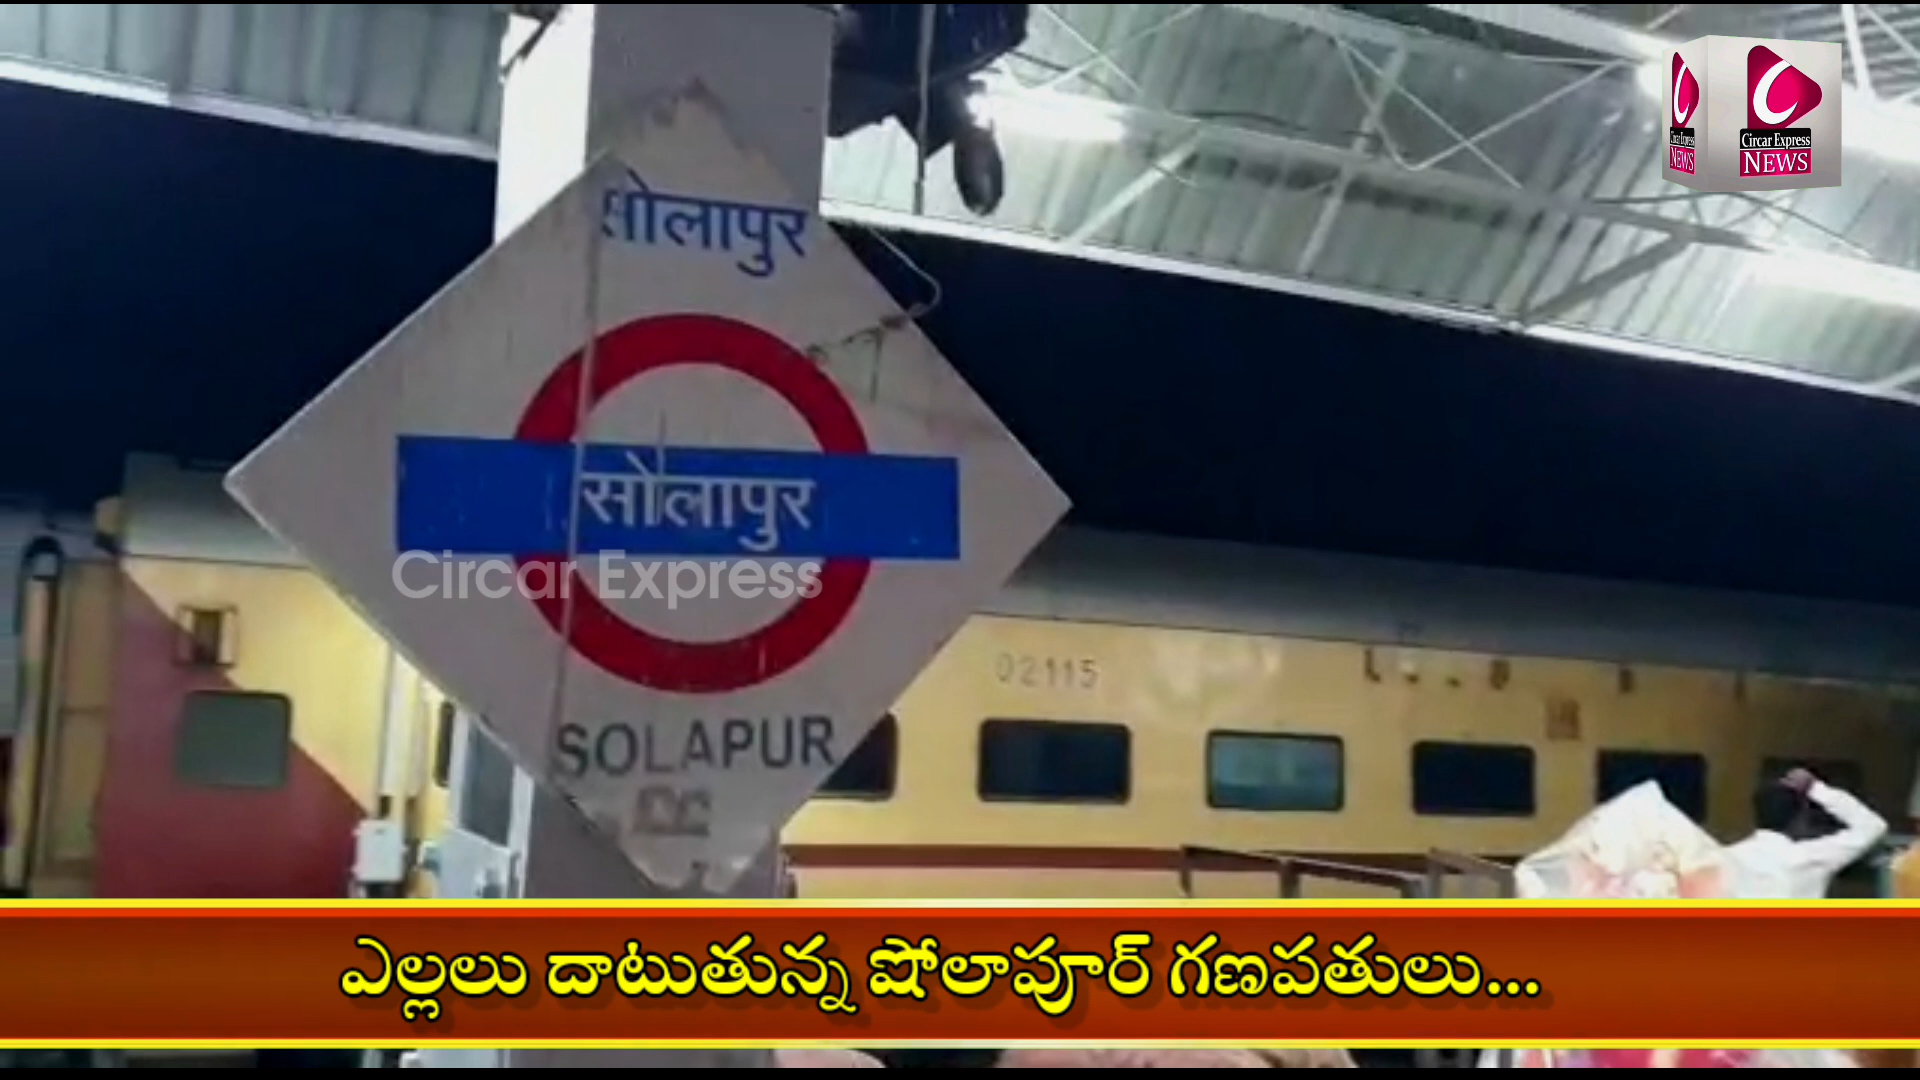 Circar Express
NEWS
Circar Express
NEWS
सोलापुर
सोलापुर
Circar Express
SOLAPUR
02115
ఎల్లలు దాటుతున్న షోలాపూర్ గణపతులు...